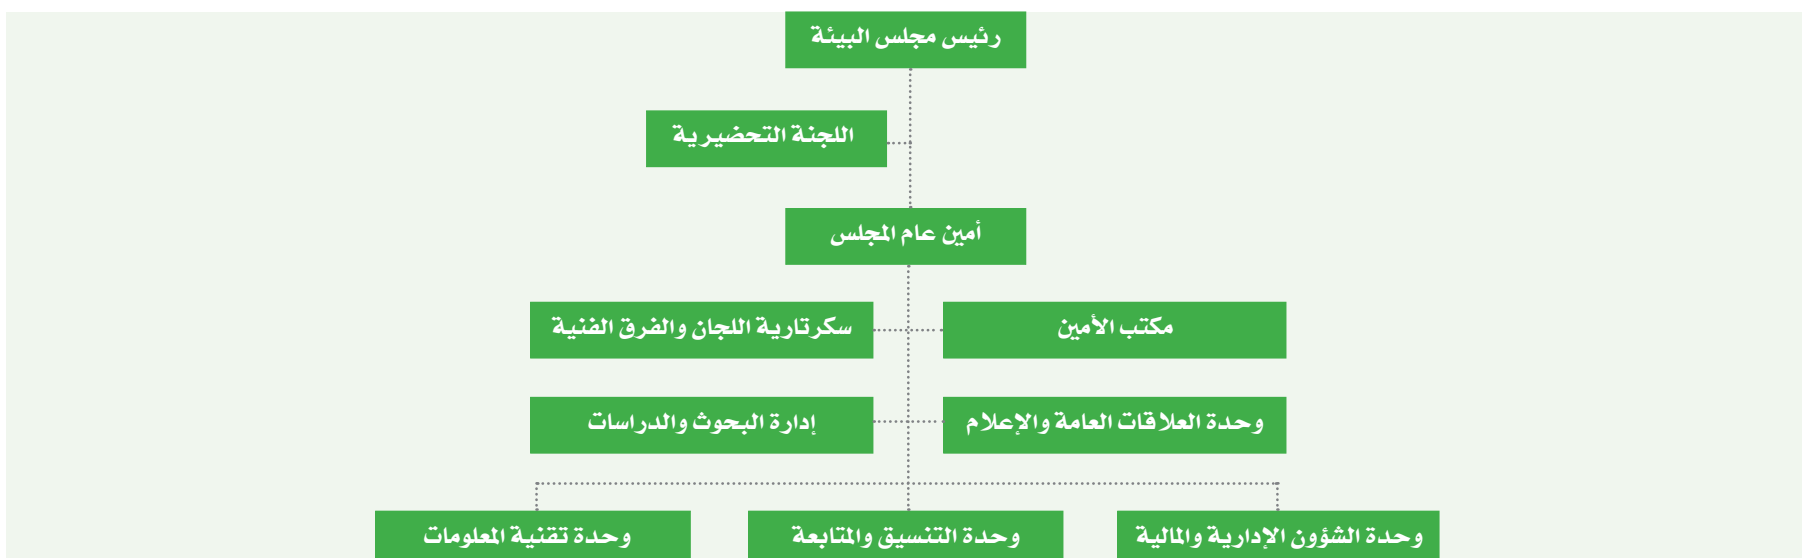 رئيس مجلس البيئة
اللجنة التحضيرية
أمين عام المجلس
مكتب الأمين
سكرتارية اللجان والفرق الفنية
وحدة العلاقات العامة والإعلام
إدارة البحوث والدراسات
وحدة الشؤون الإدارية والمالية
وحدة التنسيق والمتابعة
وحدة تقنية المعلومات